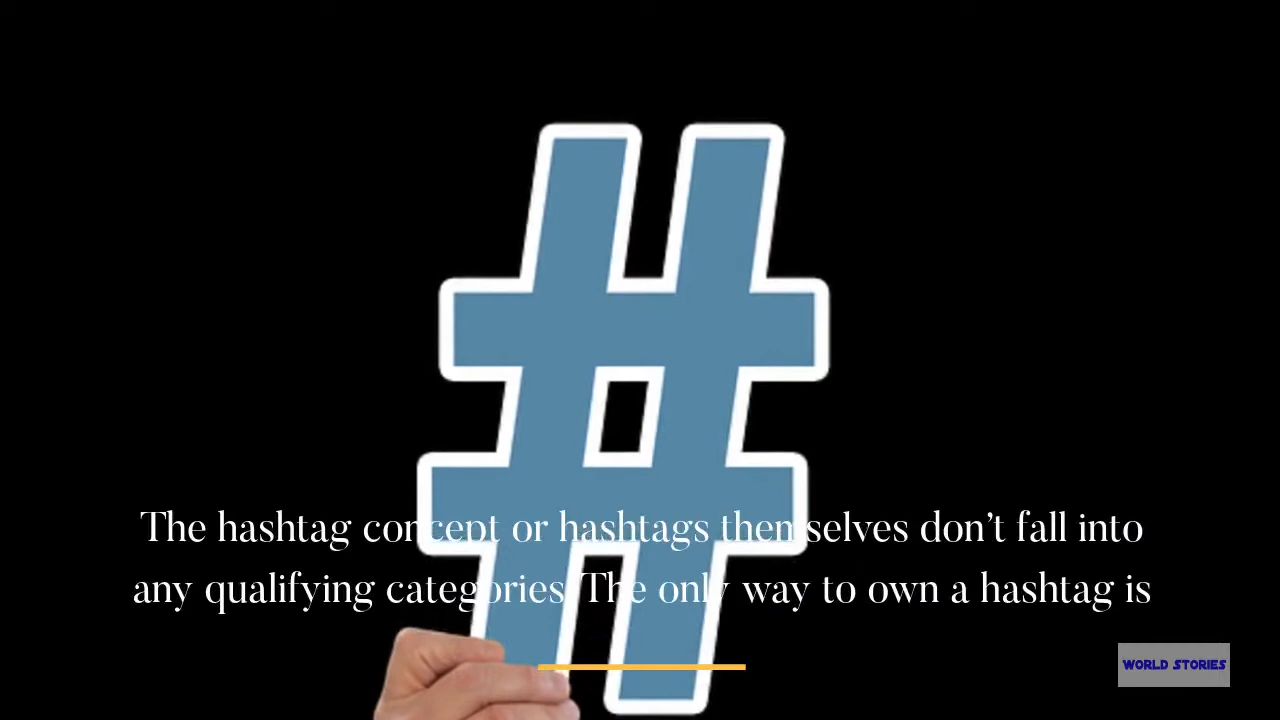 The hashtag concept or hashtags themselves don’t fall into
any qualifying categories. The only way to own a hashtag is
WORLD STORIES